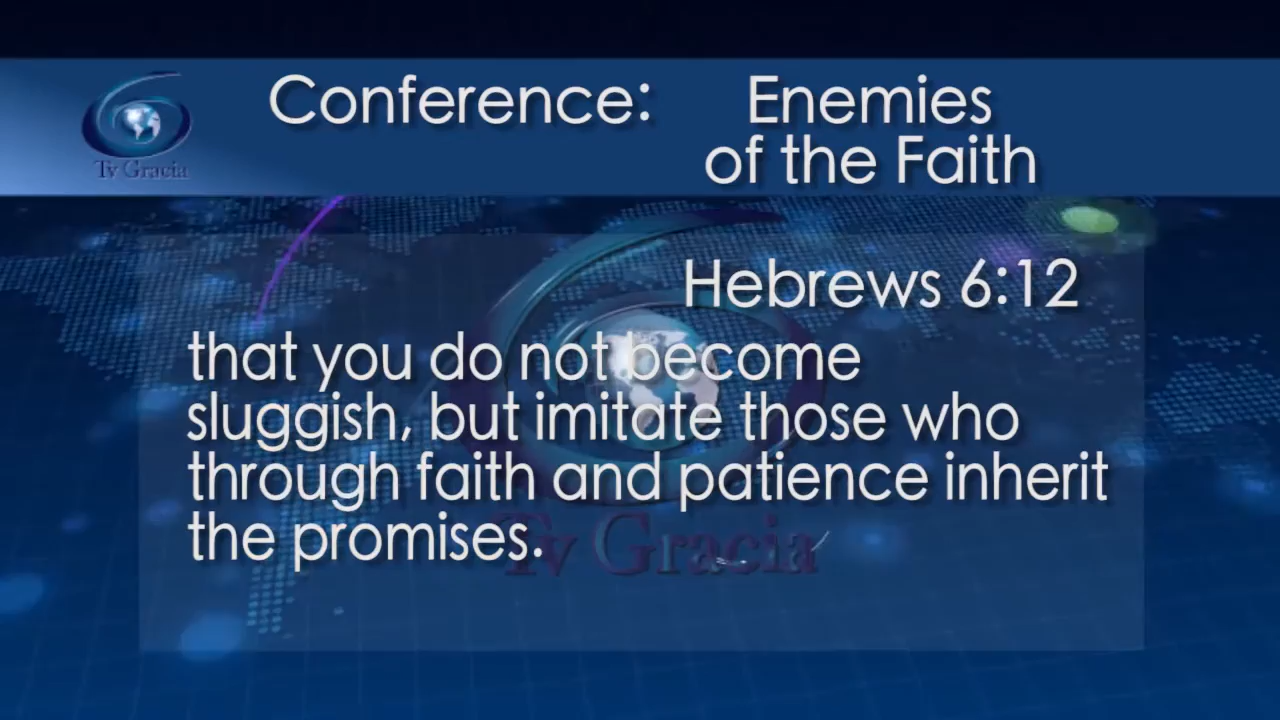 Conference:
Enemies
of the Faith
Tv Gracia
Hebrews 6:12
that you do not become
sluggish, but imitate those who
through faith and patience inherit
the promises.
Tv Gracia